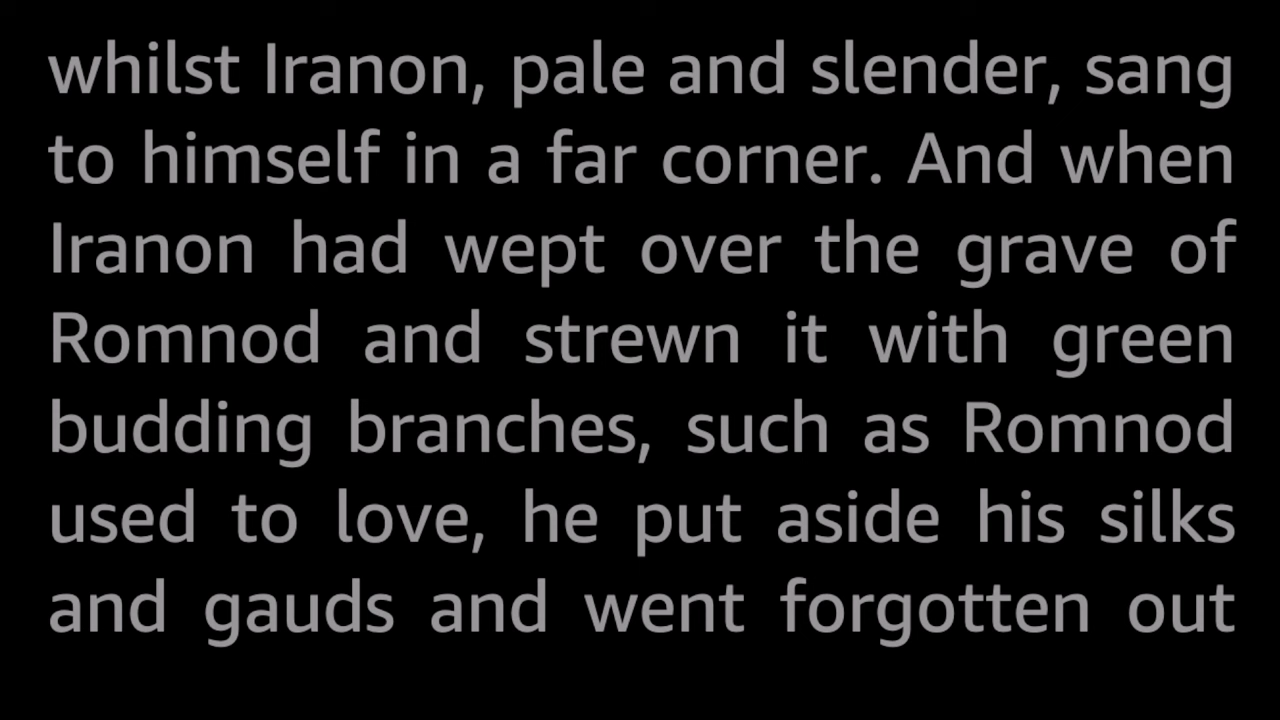 whilst Iranon, pale and slender, sang
to himself in a far corner. And when
Iranon had wept over the grave of
Romnod and strewn it with green
budding branches, such as Romnod
used to love, he put aside his silks
and gauds and went forgotten out